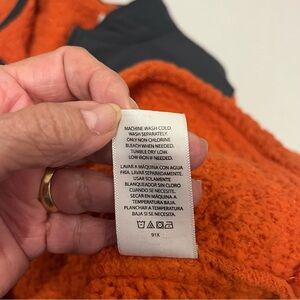 MACHINE WASH COLD.
WASH SEPARATELY.
ONLY NON CHLORINE
BLEACH WHEN NEEDED.
TUMBLE DRY LOW.
LOW IRON IF NEEDED.
LAVAR A MÁQUINA CON AGUA
FRÍA, LAVAR SEPARADAMENTE.
USAR SOLAMENTE
BLANQUEADOR SIN CLORO
CUANDO SE NECESITE.
SECAR EN MÁQUINA A
TEMPERATURA BAJA.
PLANCHAR A TEMPERATURA
BAJA SI SE NECESITA.
91X